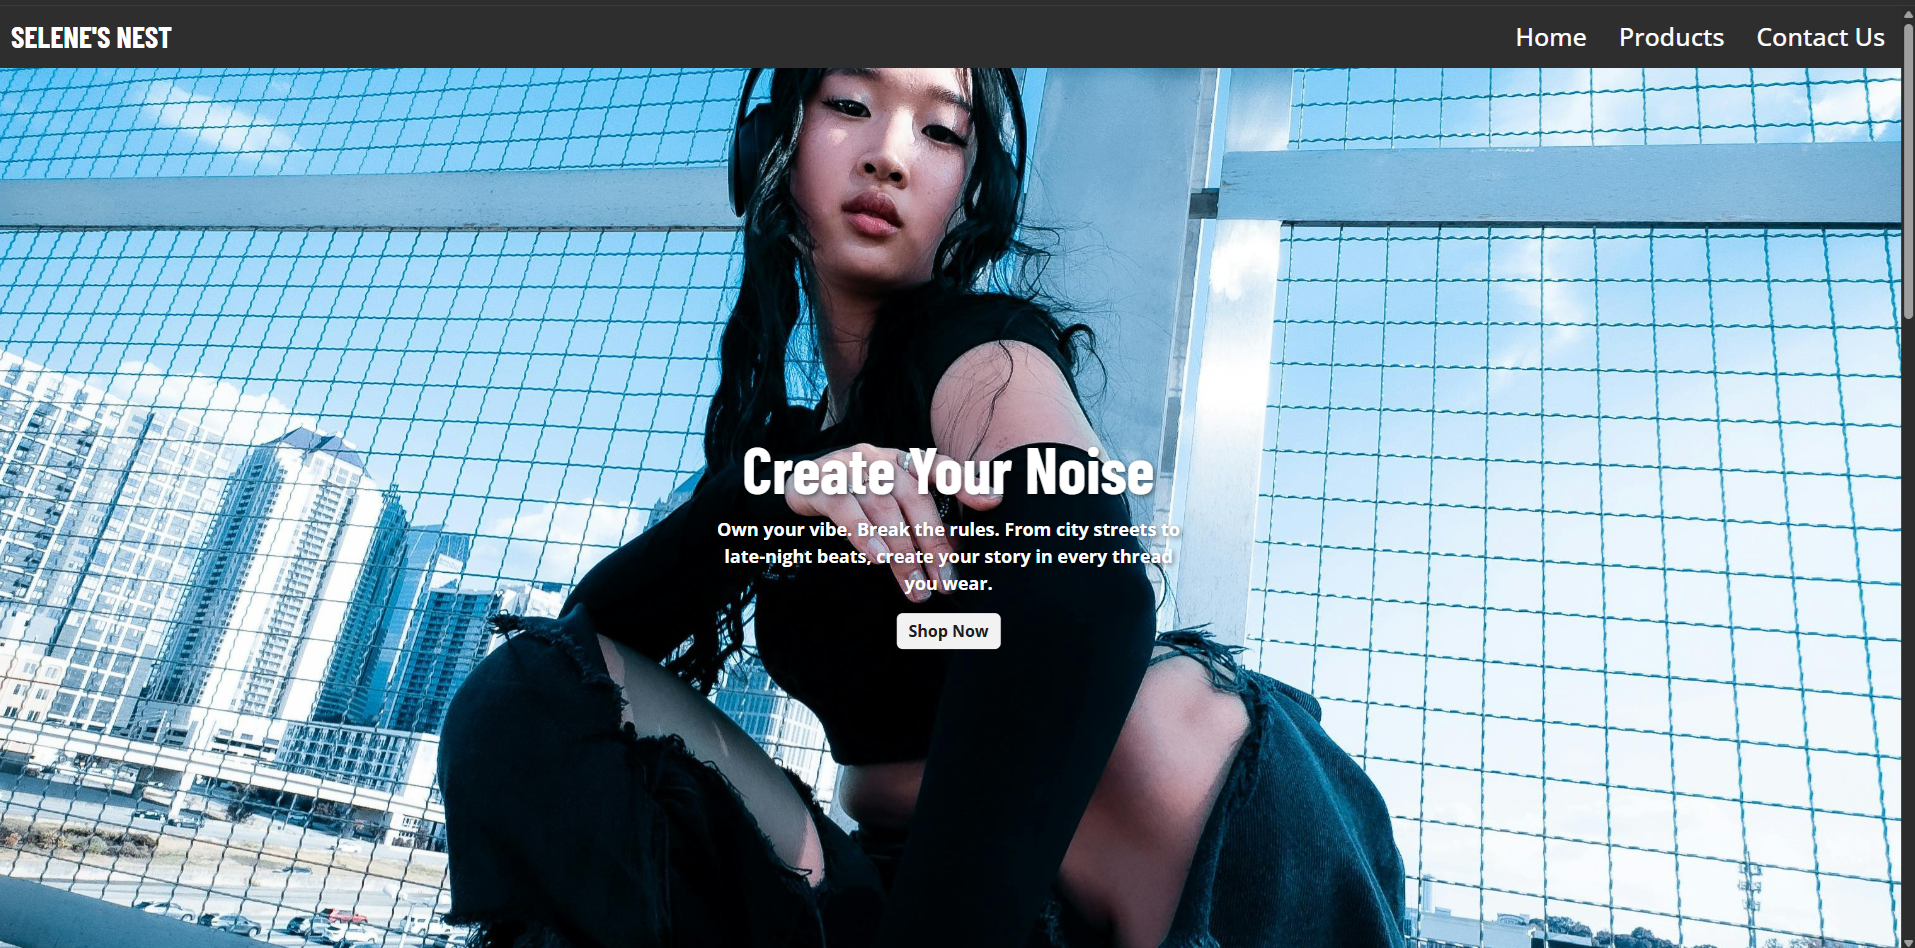 SELENE'S NEST
Home
Products
Contact Us
Create Your Noise
Own your vibe. Break the rules. From city streets to
late-night beats, create your story in every thread
you wear.
Shop Now